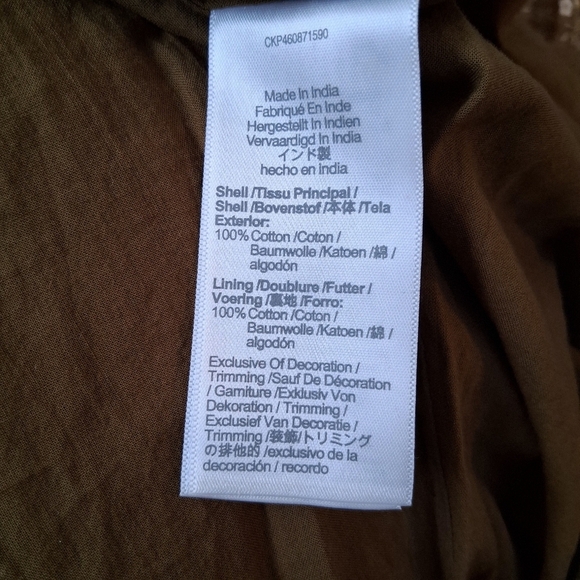 CKP460871590
Made In India
Fabriqué En Inde
Hergestellt In Indien
Vervaardigd In India
インド製
hecho en india
Shell /Tissu Principal /
Shell /Bovenstof /本体 /Tela
Exterior:
100% Cotton /Coton /
Baumwolle /Katoen /綿 /
algodón
Lining /Doublure /Futter /
Voering /裏地 /Forro:
100% Cotton /Coton /
Baumwolle /Katoen /綿 /
algodón
Exclusive Of Decoration /
Trimming /Sauf De Décoration
/ Garniture /Exklusiv Von
Dekoration / Trimming /
Exclusief Van Decoratie /
Trimming /装飾/トリミング
の排他的 /exclusivo de la
decoración / recordo